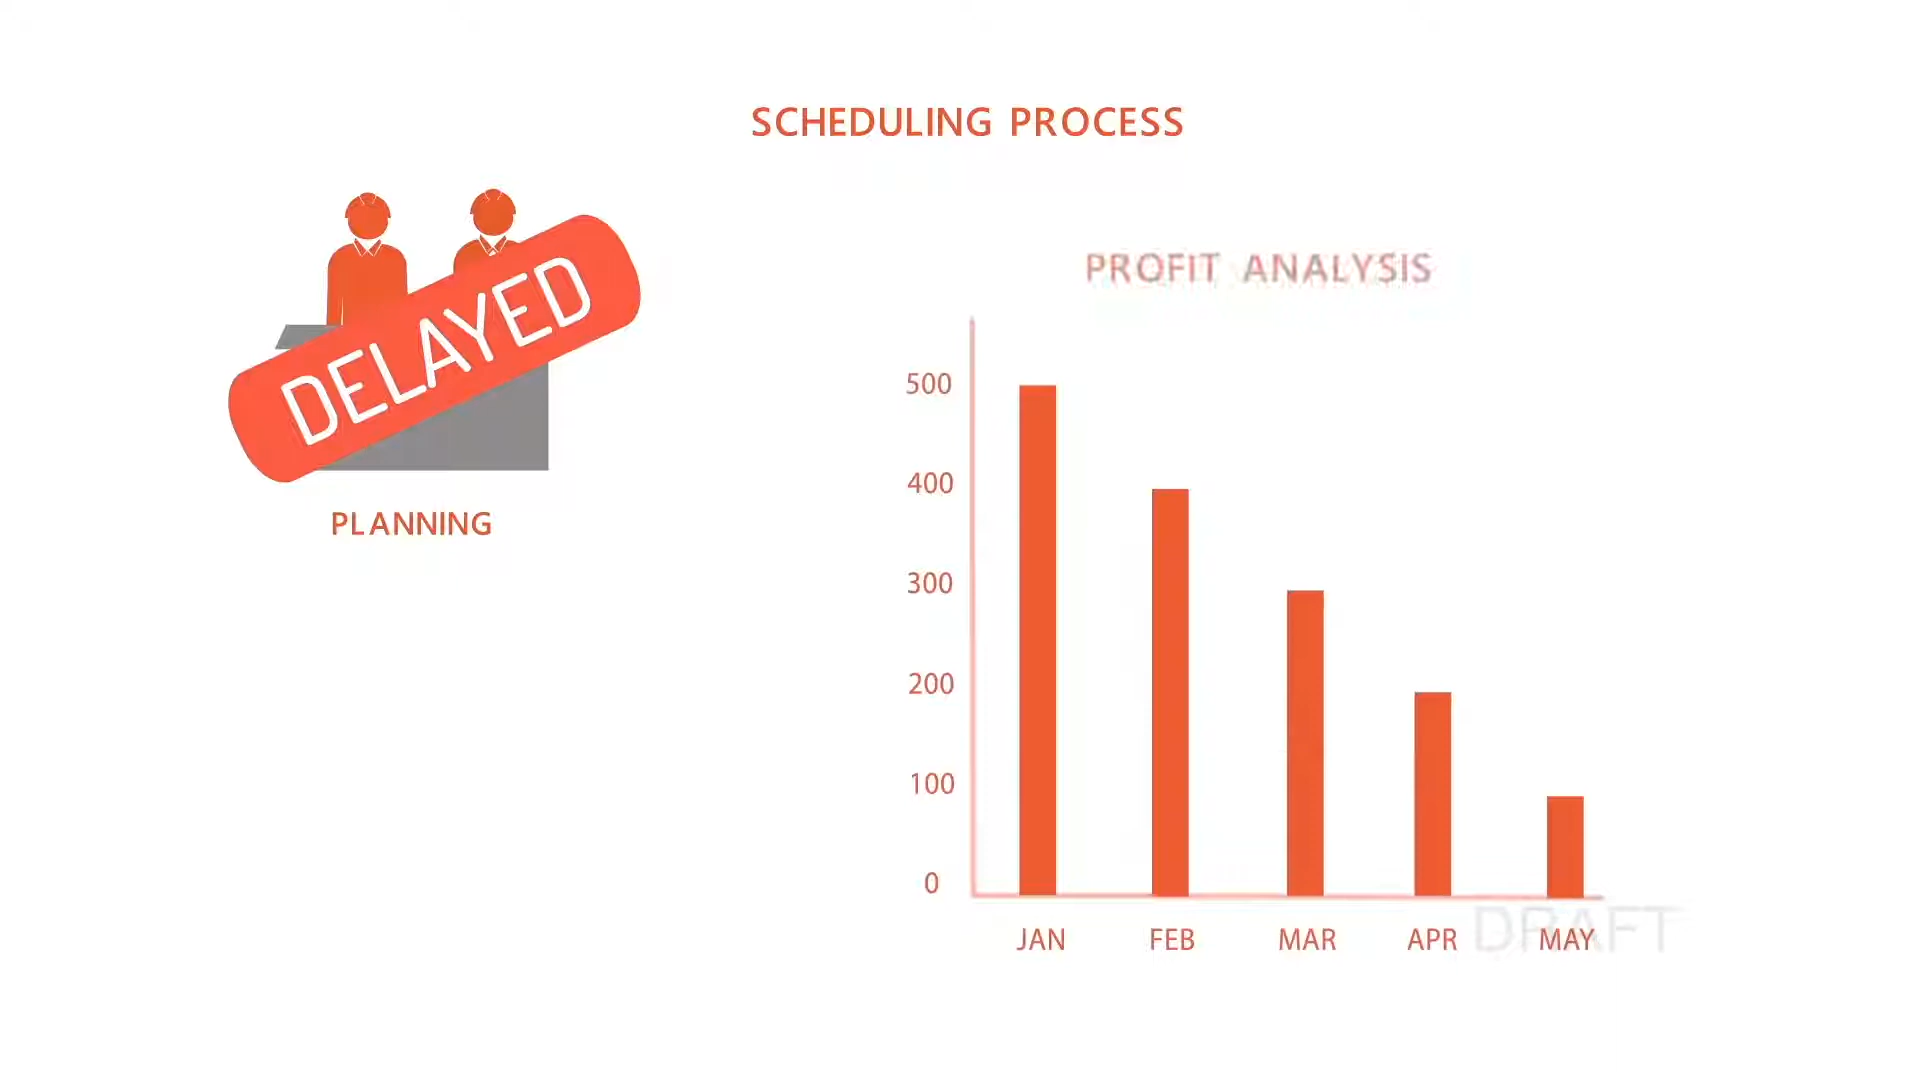 SCHEDULING PROCESS
DELAYED
PLANNING
PROFIT ANALYSIS
500
400
300
200
100
0
JAN FEB MAR APR MAY
DRAFT